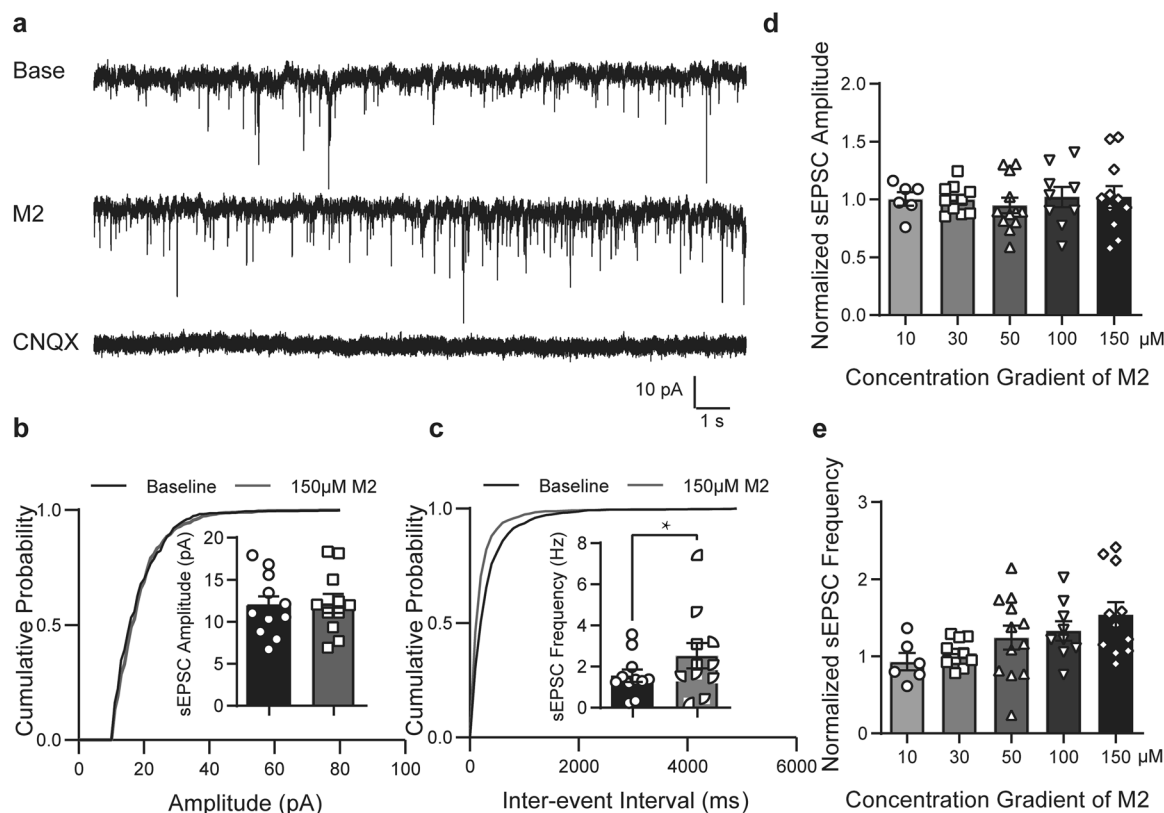 a
Base
M2
CNQX
10 pA
1 s
b
Baseline
150µM M2
Cumulative Probability
1.0
0.5
0.0
0
20
40
60
80
100
Amplitude (pA)
sEPSC Amplitude (pA)
20
15
10
5
0
c
Baseline
150µM M2
Cumulative Probability
1.0
0.5
0.0
0
2000
4000
6000
Inter-event Interval (ms)
sEPSC Frequency (Hz)
8
6
4
2
0
*
d
Normalized sEPSC Amplitude
2.0
1.5
1.0
0.5
0.0
10
30
50
100
150
µM
Concentration Gradient of M2
e
Normalized sEPSC Frequency
3
2
1
0
10
30
50
100
150
µM
Concentration Gradient of M2